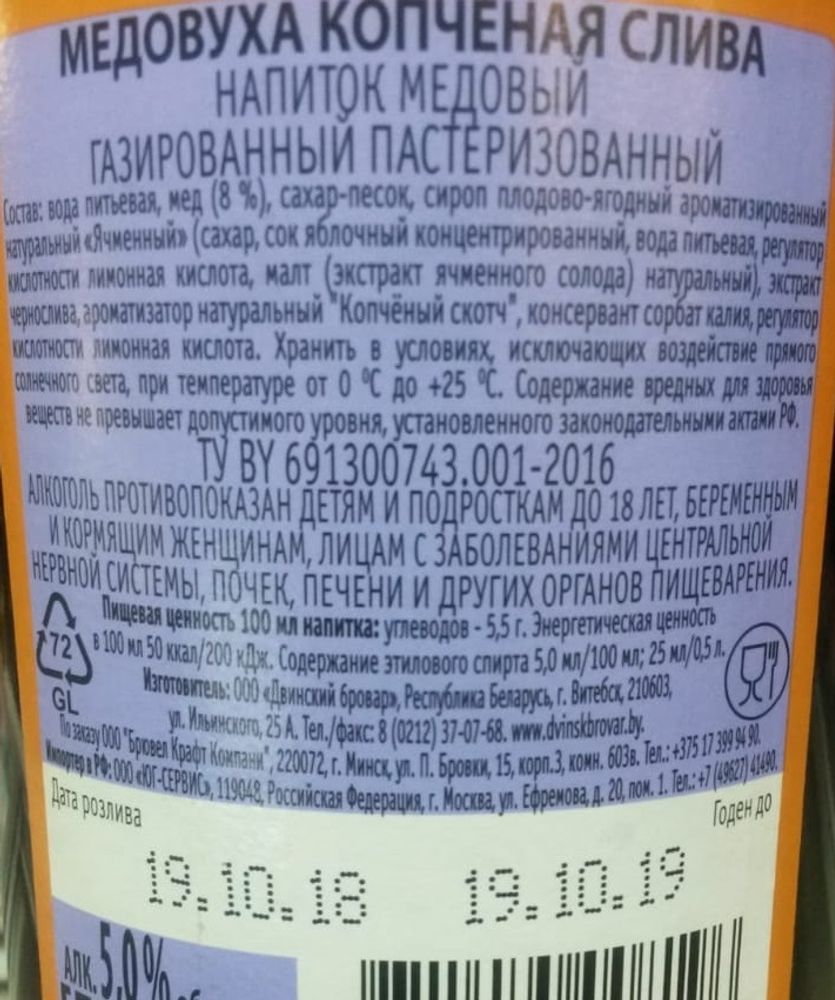 МЕДОВУХА КОПЧЕНАЯ СЛИВА
НАПИТОК МЕДОВЫЙ
ГАЗИРОВАННЫЙ ПАСТЕРИЗОВАННЫЙ
Состав: вода питьевая, мед (8 %), сахар-песок, сироп плодово-ягодный ароматизированный
натуральный «Ячменный» (сахар, сок яблочный концентрированный, вода питьевая, регулятор
кислотности лимонная кислота, малт (экстракт ячменного солода) натуральный), экстракт
чернослива, ароматизатор натуральный "Копчёный скотч", консервант сорбат калия, регулятор
кислотности лимонная кислота. Хранить в условиях, исключающих воздействие прямого
солнечного света, при температуре от 0 °С до +25 °С. Содержание вредных для здоровья
веществ не превышает допустимого уровня, установленного законодательными актами РФ.
ТУ BY 691300743.001-2016
АЛКОГОЛЬ ПРОТИВОПОКАЗАН ДЕТЯМ И ПОДРОСТКАМ ДО 18 ЛЕТ, БЕРЕМЕННЫМ
И КОРМЯЩИМ ЖЕНЩИНАМ, ЛИЦАМ С ЗАБОЛЕВАНИЯМИ ЦЕНТРАЛЬНОЙ
НЕРВНОЙ СИСТЕМЫ, ПОЧЕК, ПЕЧЕНИ И ДРУГИХ ОРГАНОВ ПИЩЕВАРЕНИЯ.
Пищевая ценность 100 мл напитка: углеводов - 5,5 г. Энергетическая ценность
в 100 мл 50 ккал/200 кДж. Содержание этилового спирта 5,0 мл/100 мл; 25 мл/0,5 л.
72
GL
Изготовитель: ООО «Двинский бровар», Республика Беларусь, г. Витебск, 210603,
ул. Ильинского, 25 А. Тел./факс: 8 (0212) 37-07-68. www.dvinskbrovar.by.
По заказу ООО "Брювел Крафт Компани", 220072, г. Минск, ул. П. Бровки, 15, корп.3, комн. 603в. Тел.: +375 17 399 94 90.
Импортер в РФ: ООО «ЮГ-СЕРВИС», 119048, Российская Федерация, г. Москва, ул. Ефремова, д. 20, пом. 1. Тел.: +7 (49627) 41490.
Дата розлива
Годен до
19.10.18 19.10.19
АЛК. 5,0% об